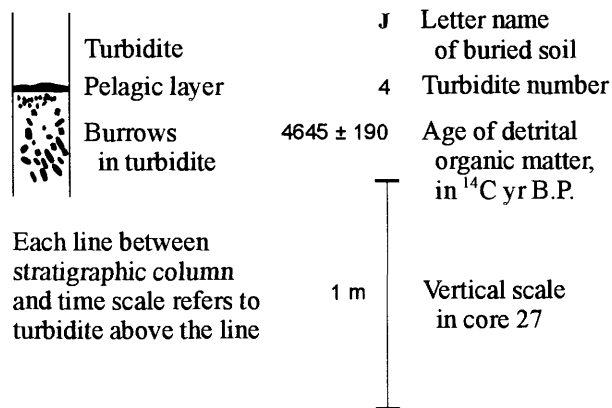 Turbidite
Pelagic layer
Burrows
in turbidite
Each line between
stratigraphic column
and time scale refers to
turbidite above the line
J Letter name
of buried soil
4 Turbidite number
4645 ± 190 Age of detrital
organic matter,
in ¹⁴C yr B.P.
1 m Vertical scale
in core 27